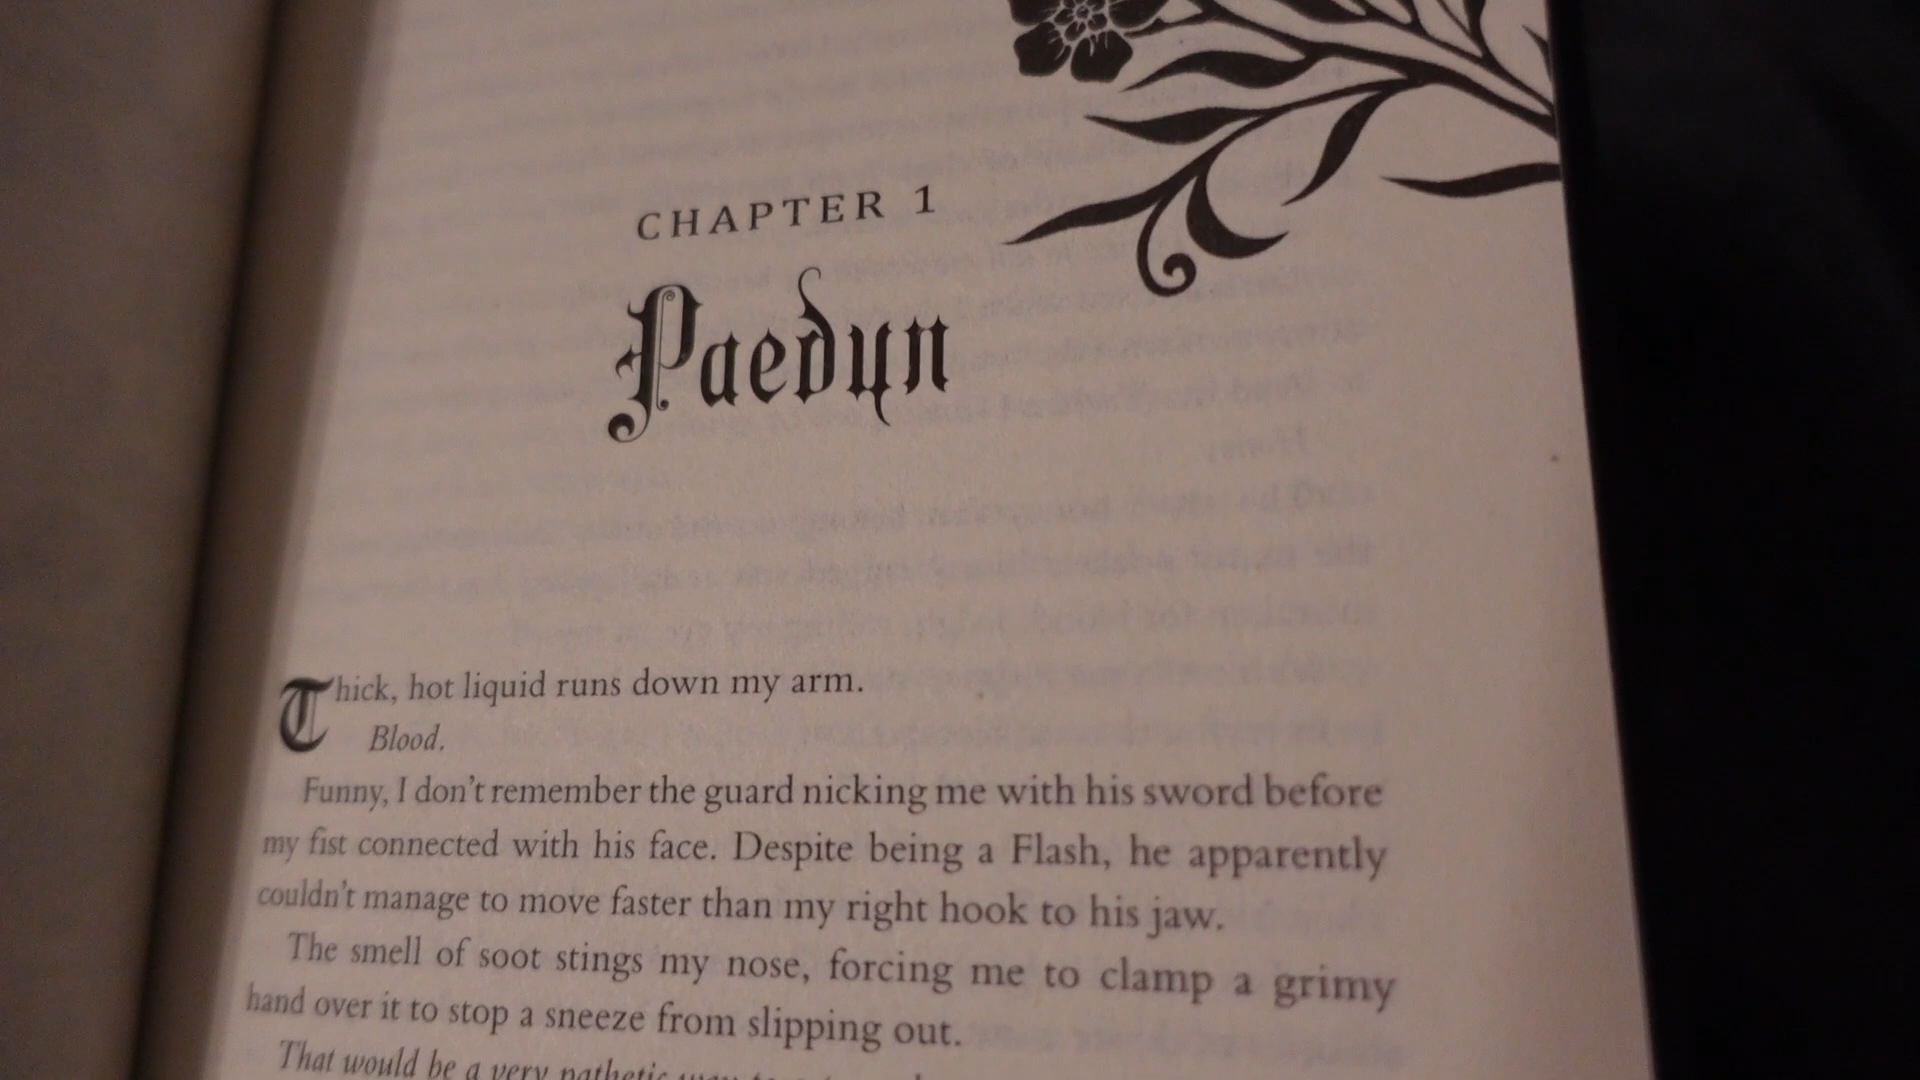 CHAPTER 1
Paedyn
Thick, hot liquid runs down my arm.
Blood.
Funny, I don't remember the guard nicking me with his sword before
my fist connected with his face. Despite being a Flash, he apparently
couldn't manage to move faster than my right hook to his jaw.
The smell of soot stings my nose, forcing me to clamp a grimy
hand over it to stop a sneeze from slipping out.
That would be a very pathetic way to